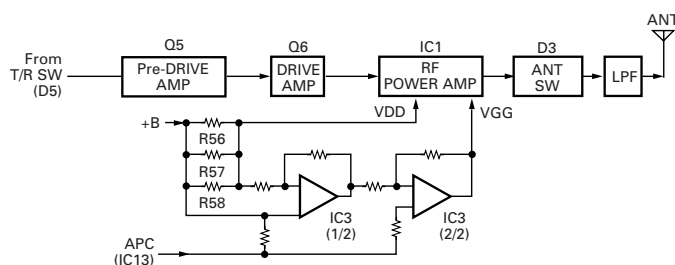 ANT
Q5
Q6
IC1
D3
From
T/R SW
(D5)
Pre-DRIVE
AMP
DRIVE
AMP
RF
POWER AMP
ANT
SW
LPF
+B
VDD
VGG
R56
R57
R58
IC3
(1/2)
IC3
(2/2)
APC
(IC13)